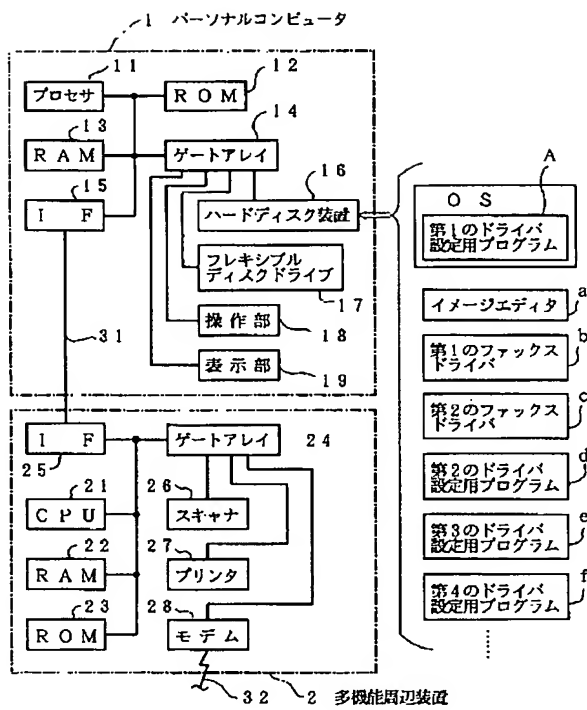 1 パーソナルコンピュータ
11
プロセサ
12
ROM
13
RAM
14
ゲートアレイ
15
I F
16
ハードディスク装置
フレキシブル
ディスクドライブ
17
操作部
18
表示部
19
31
A
OS
第1のドライバ
設定用プログラム
イメージエディタ
a
第1のファックス
ドライバ
b
第2のファックス
ドライバ
c
第2のドライバ
設定用プログラム
d
第3のドライバ
設定用プログラム
e
第4のドライバ
設定用プログラム
f
I F
25
ゲートアレイ
24
21
CPU
22
RAM
23
ROM
26
スキャナ
27
プリンタ
28
モデム
32
2 多機能周辺装置